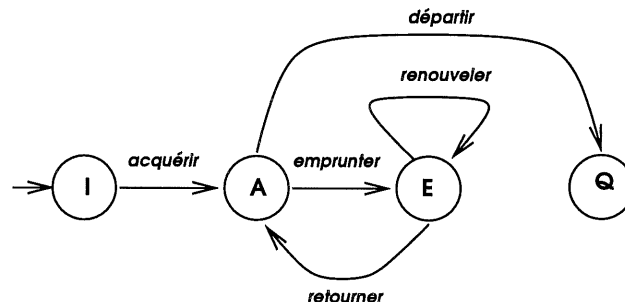 départir
renouveler
acquérir
emprunter
I
A
E
Q
retourner